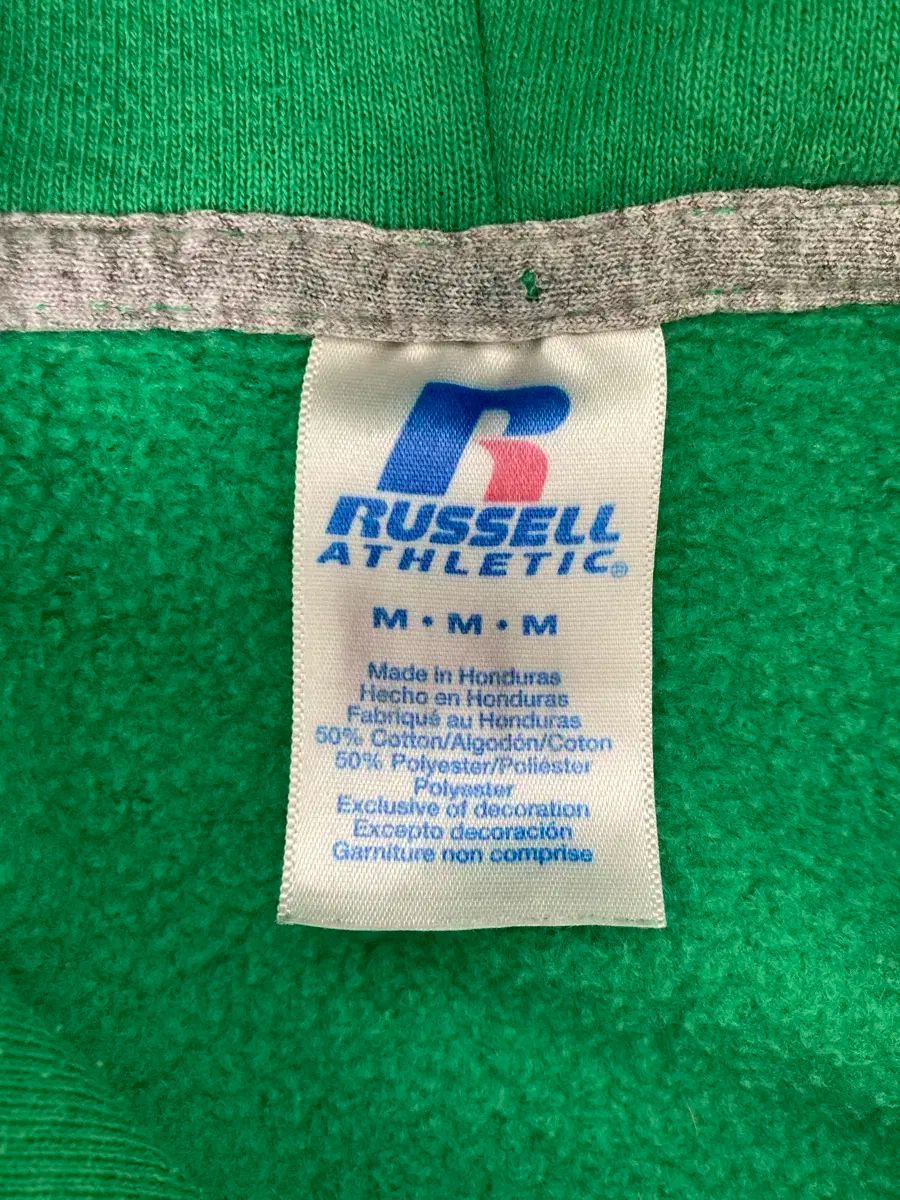 R
RUSSELL
ATHLETIC®
M • M • M
Made in Honduras
Hecho en Honduras
Fabriqué au Honduras
50% Cotton/Algodón/Coton
50% Polyester/Poliéster
Polyester
Exclusive of decoration
Excepto decoración
Garniture non comprise